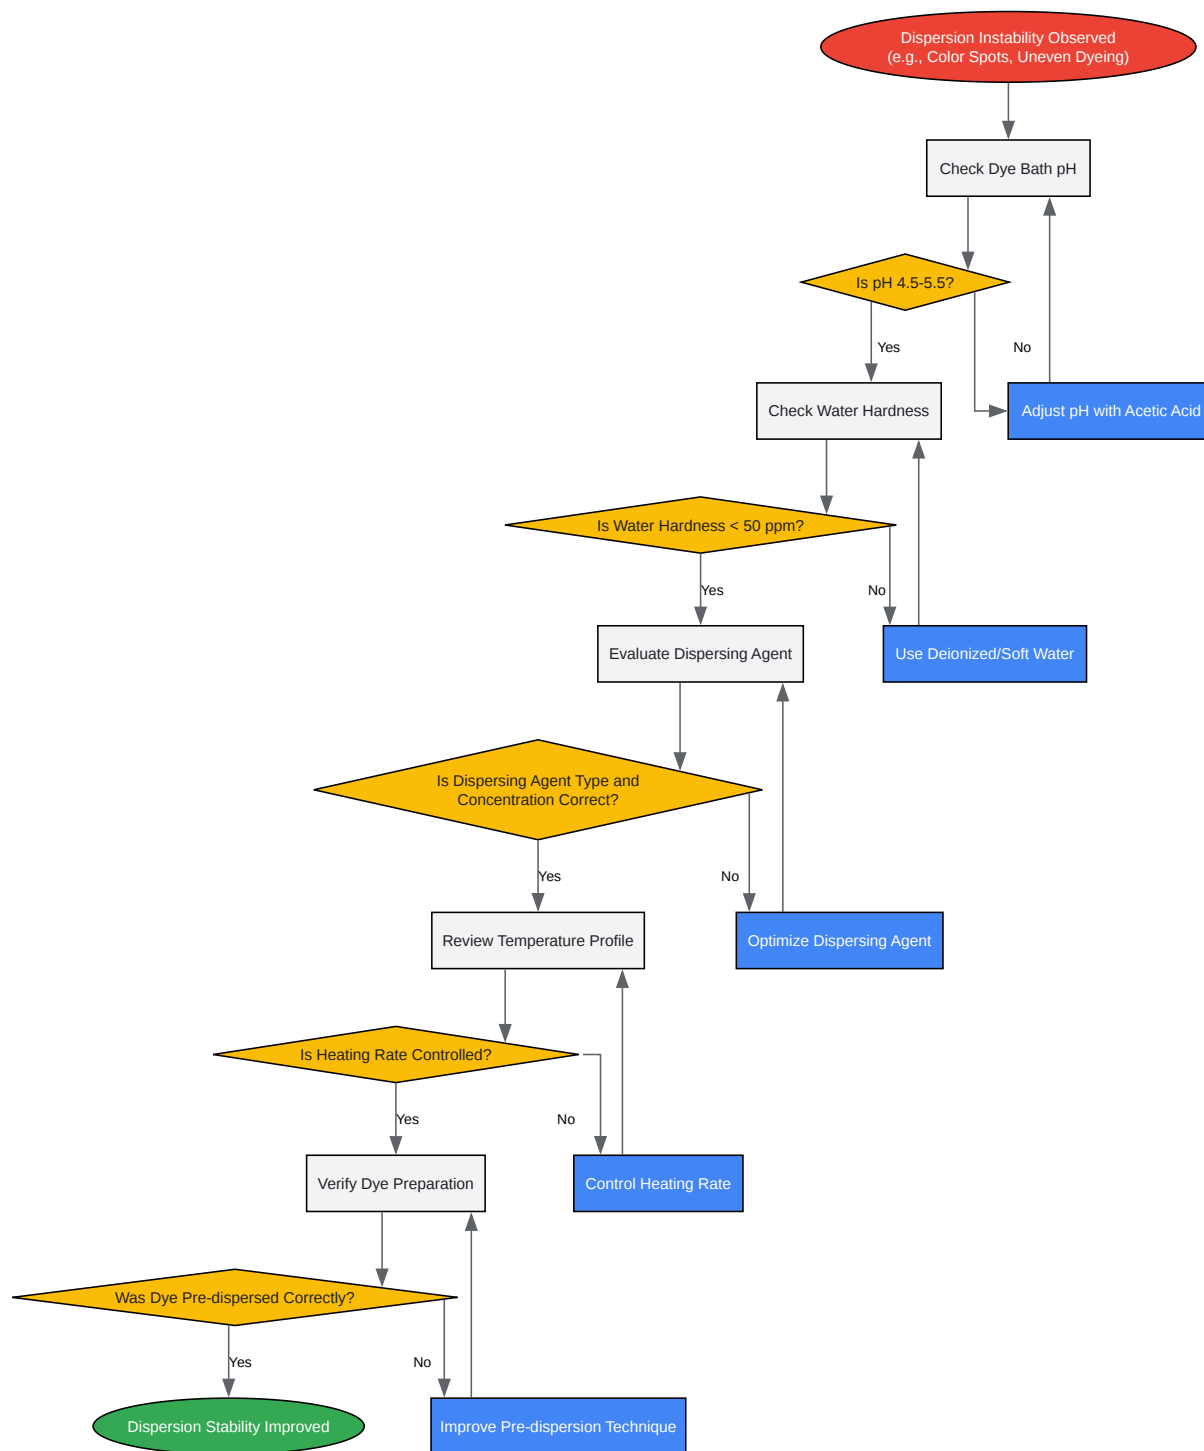 Dispersion Instability Observed
(e.g., Color Spots, Uneven Dyeing)
Check Dye Bath pH
Is pH 4.5-5.5?
Yes
No
Check Water Hardness
Adjust pH with Acetic Acid
Is Water Hardness < 50 ppm?
Yes
No
Evaluate Dispersing Agent
Use Deionized/Soft Water
Is Dispersing Agent Type and
Concentration Correct?
Yes
No
Review Temperature Profile
Optimize Dispersing Agent
Is Heating Rate Controlled?
Yes
No
Verify Dye Preparation
Control Heating Rate
Was Dye Pre-dispersed Correctly?
Yes
No
Dispersion Stability Improved
Improve Pre-dispersion Technique